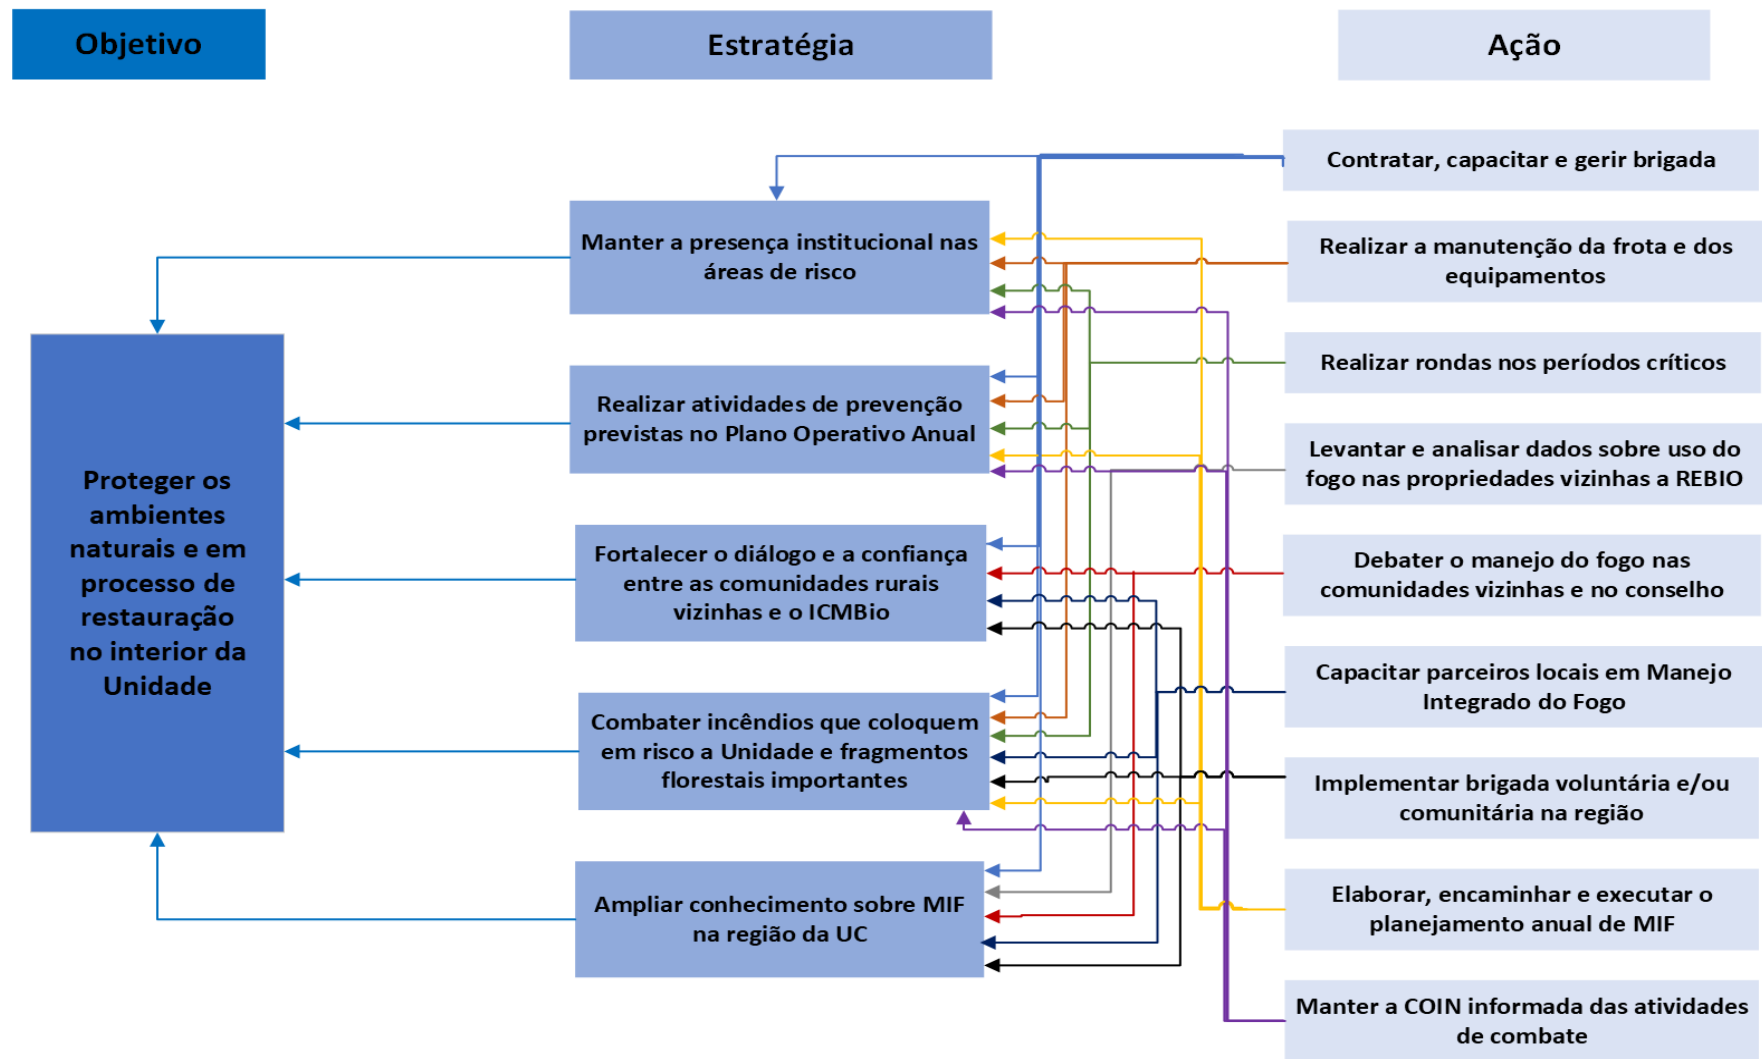 Objetivo
Estratégia
Ação
Proteger os
ambientes
naturais e em
processo de
restauração
no interior da
Unidade
Manter a presença institucional nas
áreas de risco
Realizar atividades de prevenção
previstas no Plano Operativo Anual
Fortalecer o diálogo e a confiança
entre as comunidades rurais
vizinhas e o ICMBio
Combater incêndios que coloquem
em risco a Unidade e fragmentos
florestais importantes
Ampliar conhecimento sobre MIF
na região da UC
Contratar, capacitar e gerir brigada
Realizar a manutenção da frota e dos
equipamentos
Realizar rondas nos períodos críticos
Levantar e analisar dados sobre uso do
fogo nas propriedades vizinhas a REBIO
Debater o manejo do fogo nas
comunidades vizinhas e no conselho
Capacitar parceiros locais em Manejo
Integrado do Fogo
Implementar brigada voluntária e/ou
comunitária na região
Elaborar, encaminhar e executar o
planejamento anual de MIF
Manter a COIN informada das atividades
de combate